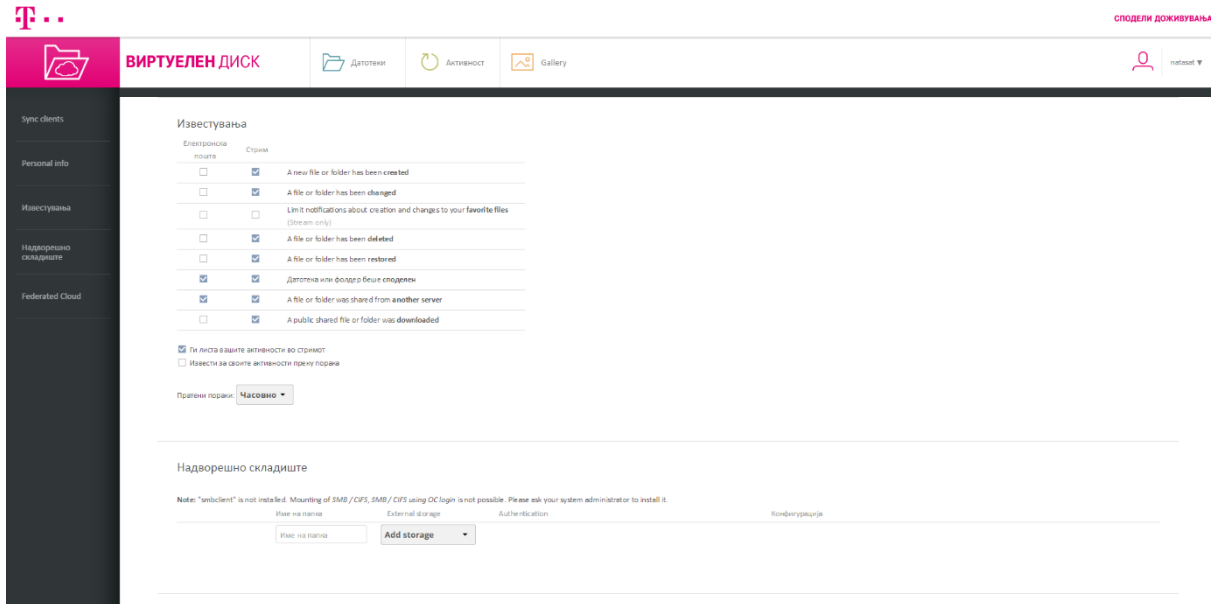 T
СПОДЕЛИ ДОЖИВУВАЊА
ВИРТУЕЛЕН ДИСК
Датотеки
Активност
Gallery
natasat
Sync clients
Personal info
Известувања
Надворешно складиште
Federated Cloud
Известувања
Електронска пошта
Стрим
A new file or folder has been created
A file or folder has been changed
Limit notifications about creation and changes to your favorite files
(Stream only)
A file or folder has been deleted
A file or folder has been restored
Датотека или фолдер беше споделен
A file or folder was shared from another server
A public shared file or folder was downloaded
Ги листа вашите активности во стримот
Извести за своите активности преку порака
Пратени пораки: Часовно
Надворешно складиште
Note: "smbclient" is not installed. Mounting of SMB / CIFS, SMB / CIFS using OC login is not possible. Please ask your system administrator to install it.
Име на папка External storage Authentication Конфигурација
Име на папка Add storage